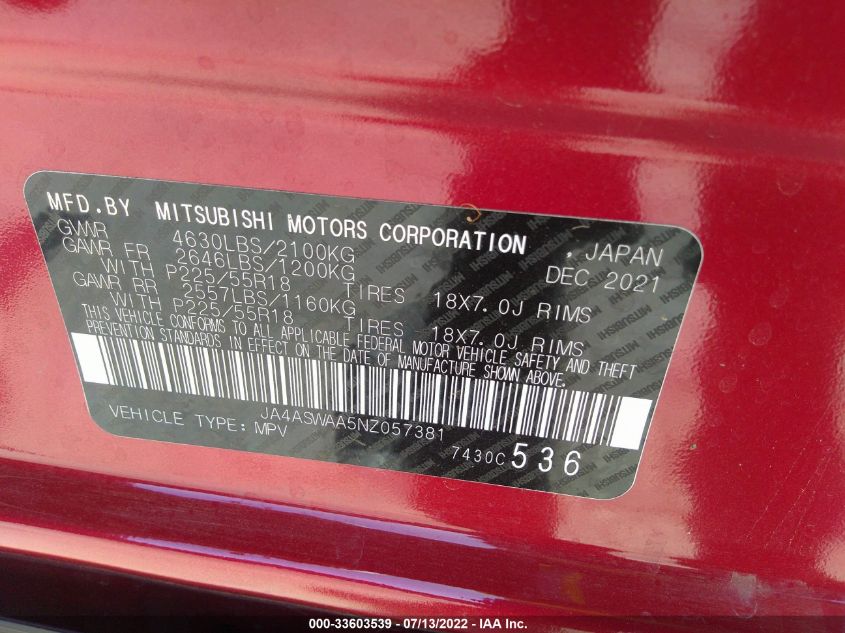 MFD.BY MITSUBISHI MOTORS CORPORATION , JAPAN
GVWR 4630LBS/2100KG DEC 2021
GAWR FR 2646LBS/1200KG
WITH P225/55R18 TIRES 18X7.0J RIMS
GAWR RR 2557LBS/1160KG
WITH P225/55R18 TIRES 18X7.0J RIMS
THIS VEHICLE CONFORMS TO ALL APPLICABLE FEDERAL MOTOR VEHICLE SAFETY AND THEFT
PREVENTION STANDARDS IN EFFECT ON THE DATE OF MANUFACTURE SHOWN ABOVE.
JA4ASWAA5NZ057381
VEHICLE TYPE: MPV
7430C536
000-33603539 - 07/13/2022 - IAA Inc.